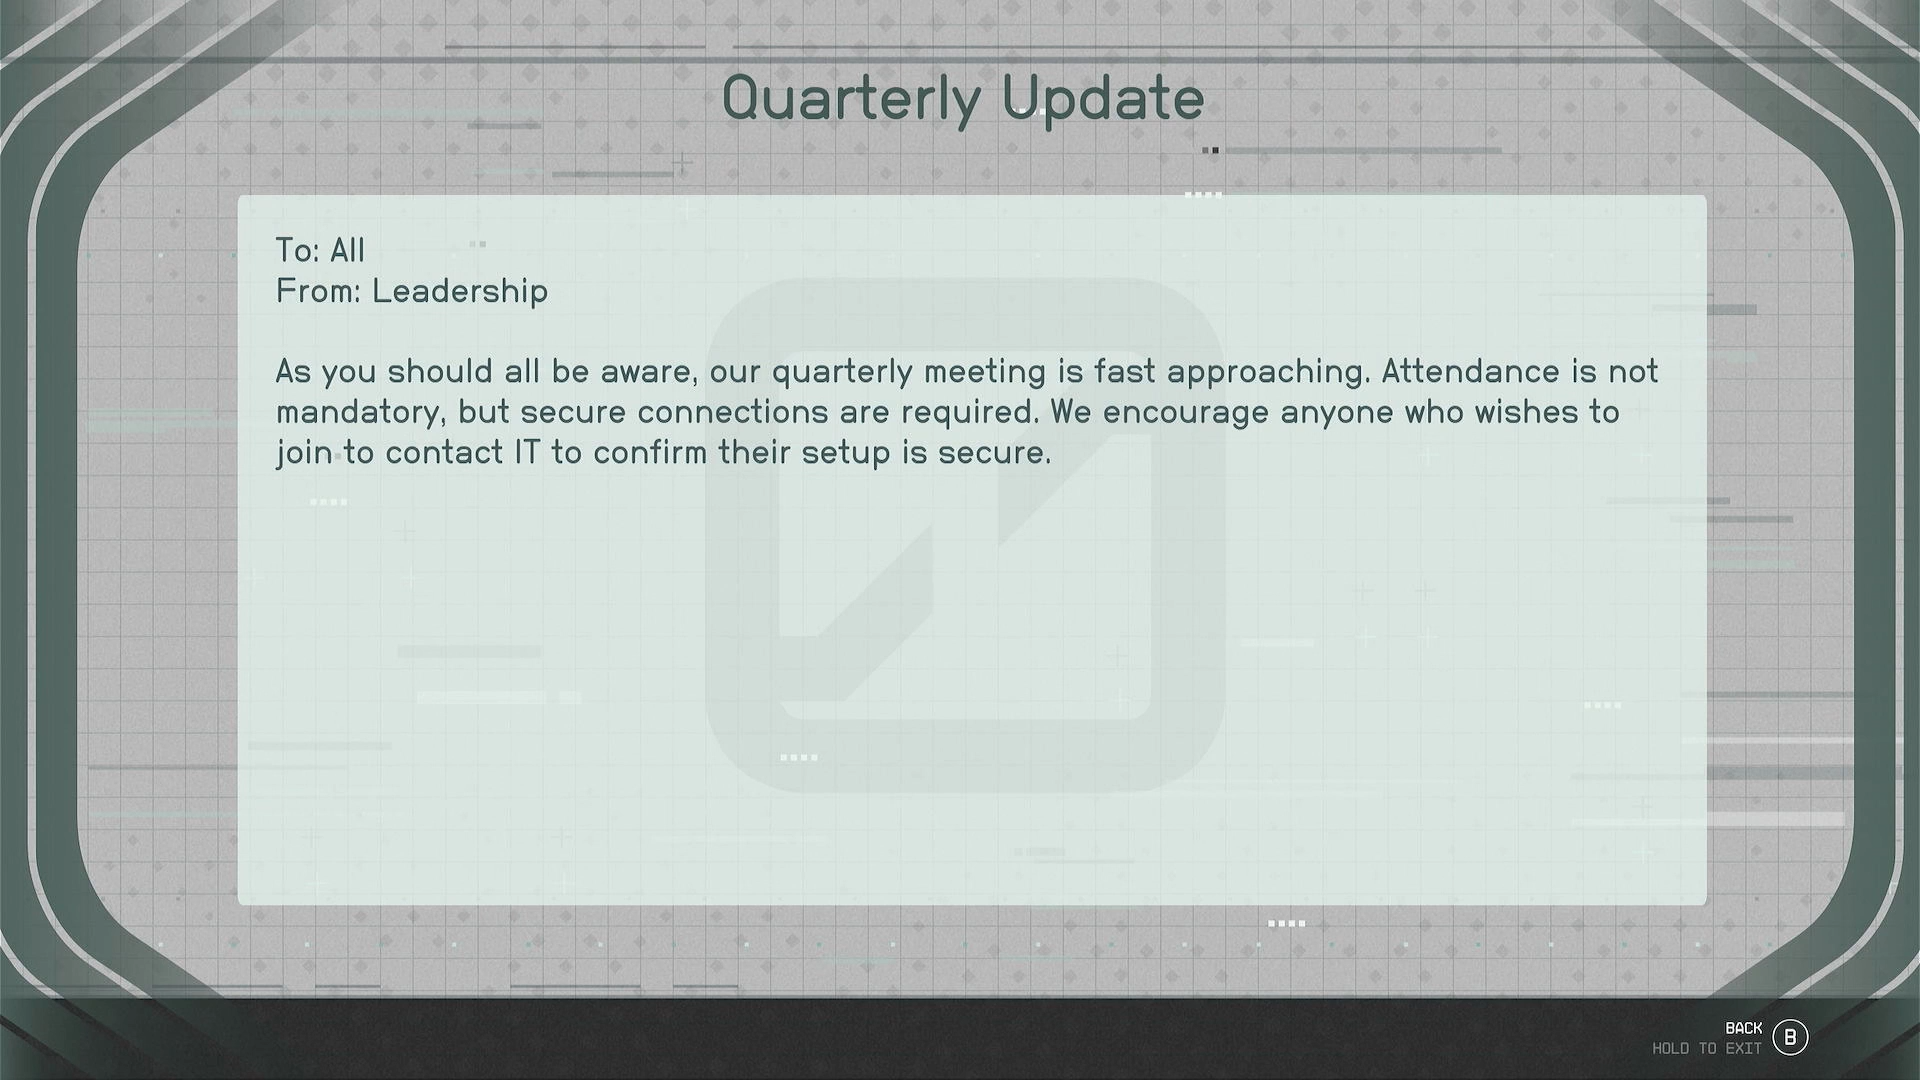 Quarterly Update
To: All
From: Leadership
As you should all be aware, our quarterly meeting is fast approaching. Attendance is not
mandatory, but secure connections are required. We encourage anyone who wishes to
join to contact IT to confirm their setup is secure.
BACK
HOLD TO EXIT
B